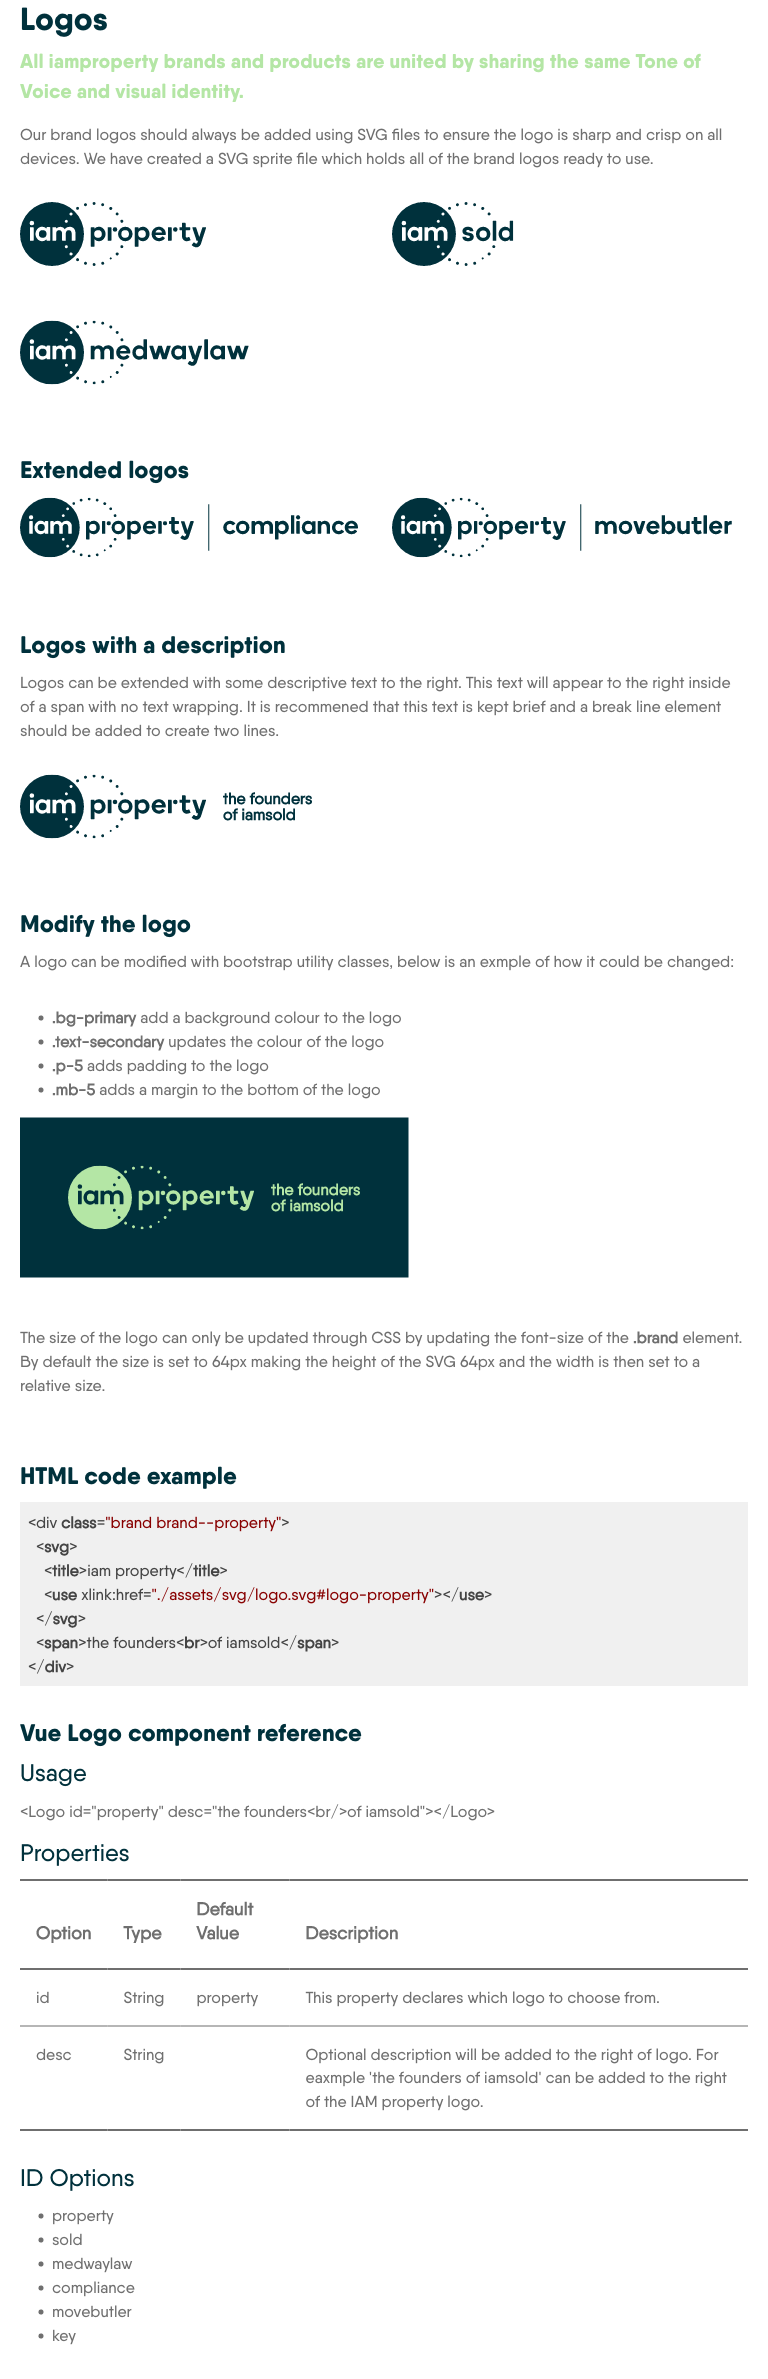 Logos
All iamproperty brands and products are united by sharing the same Tone of
Voice and visual identity.
Our brand logos should always be added using SVG files to ensure the logo is sharp and crisp on all
devices. We have created a SVG sprite file which holds all of the brand logos ready to use.
iam property
iam sold
iam medwaylaw
Extended logos
iam property | compliance
iam property | movebutler
Logos with a description
Logos can be extended with some descriptive text to the right. This text will appear to the right inside
of a span with no text wrapping. It is recommened that this text is kept brief and a break line element
should be added to create two lines.
iam property the founders
of iamsold
Modify the logo
A logo can be modified with bootstrap utility classes, below is an exmple of how it could be changed:
• .bg-primary add a background colour to the logo
• .text-secondary updates the colour of the logo
• .p-5 adds padding to the logo
• .mb-5 adds a margin to the bottom of the logo
iam property the founders
of iamsold
The size of the logo can only be updated through CSS by updating the font-size of the .brand element.
By default the size is set to 64px making the height of the SVG 64px and the width is then set to a
relative size.
HTML code example
<div class="brand brand--property">
<svg>
<title>iam property</title>
<use xlink:href="./assets/svg/logo.svg#logo-property"></use>
</svg>
<span>the founders<br>of iamsold</span>
</div>
Vue Logo component reference
Usage
<Logo id="property" desc="the founders<br/>of iamsold"></Logo>
Properties
Option Type Default Value Description
id String property This property declares which logo to choose from.
desc String Optional description will be added to the right of logo. For
eaxmple 'the founders of iamsold' can be added to the right
of the IAM property logo.
ID Options
• property
• sold
• medwaylaw
• compliance
• movebutler
• key